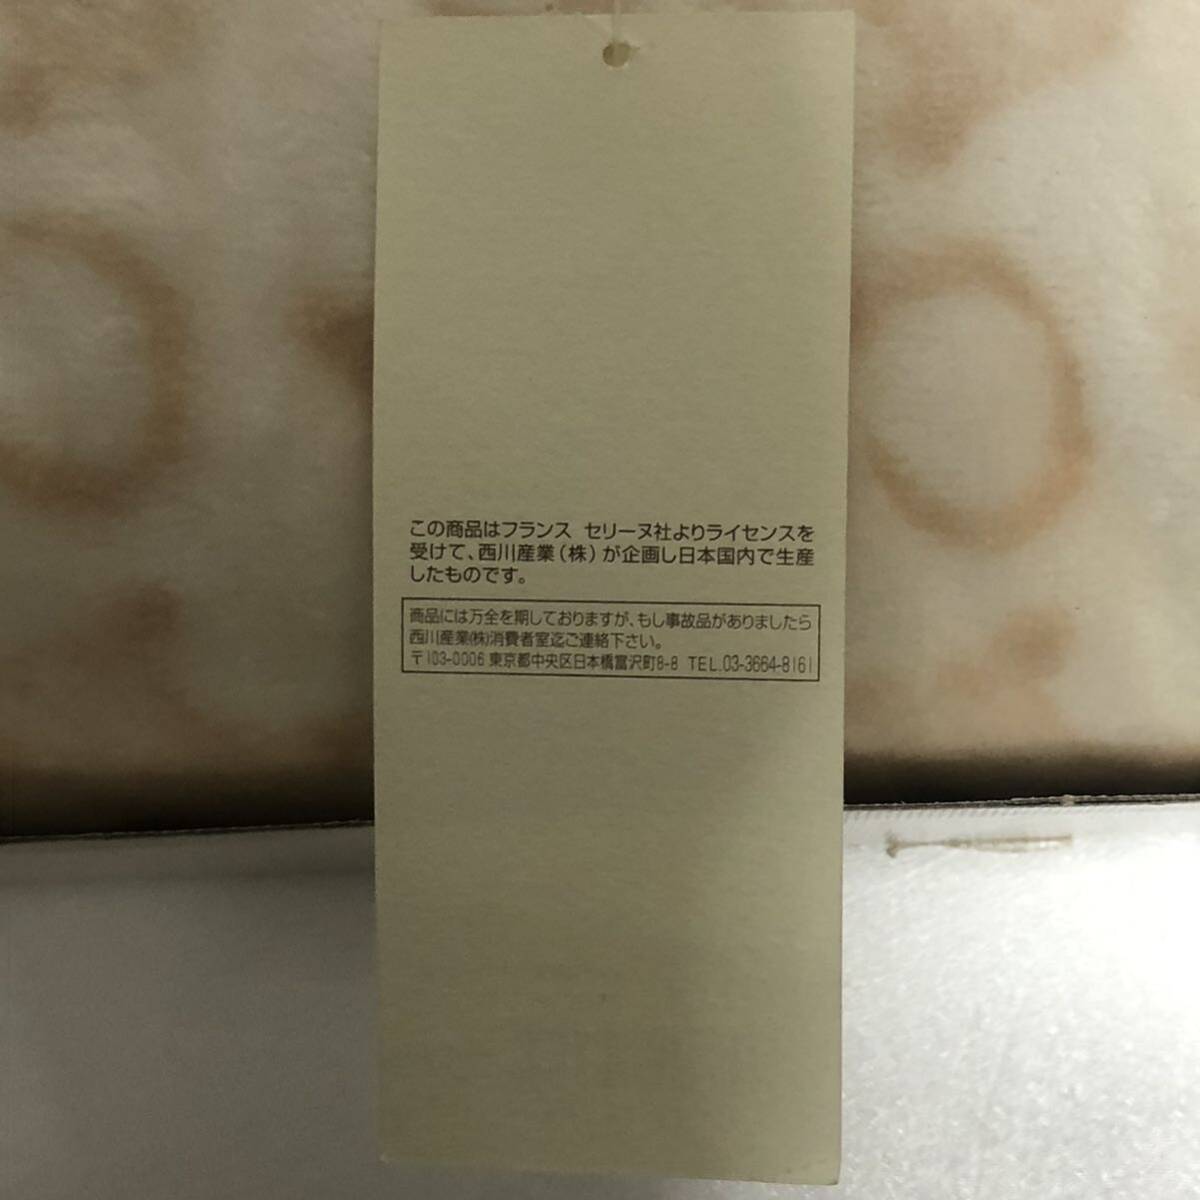 この商品はフランス セリーヌ社よりライセンスを
受けて、西川産業(株)が企画し日本国内で生産
したものです。
商品には万全を期しておりますが、もし事故品がありましたら
西川産業(株)消費者室迄ご連絡下さい。
〒103-0006 東京都中央区日本橋富沢町8-8 TEL.03-3664-8161